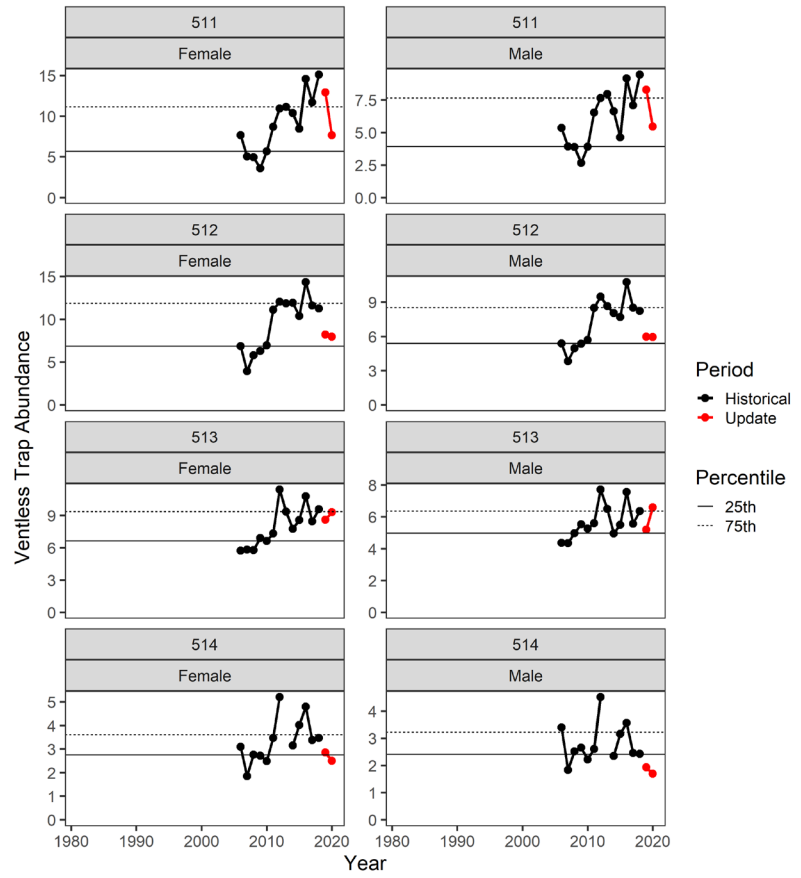 511
Female
15
10
5
0
511
Male
7.5
5.0
2.5
0.0
512
Female
15
10
5
0
512
Male
9
6
3
0
513
Female
9
6
3
0
513
Male
8
6
4
2
0
514
Female
5
4
3
2
1
0
514
Male
4
3
2
1
0
1980 1990 2000 2010 2020
1980 1990 2000 2010 2020
Year
Ventless Trap Abundance
Period
Historical
Update
Percentile
25th
75th